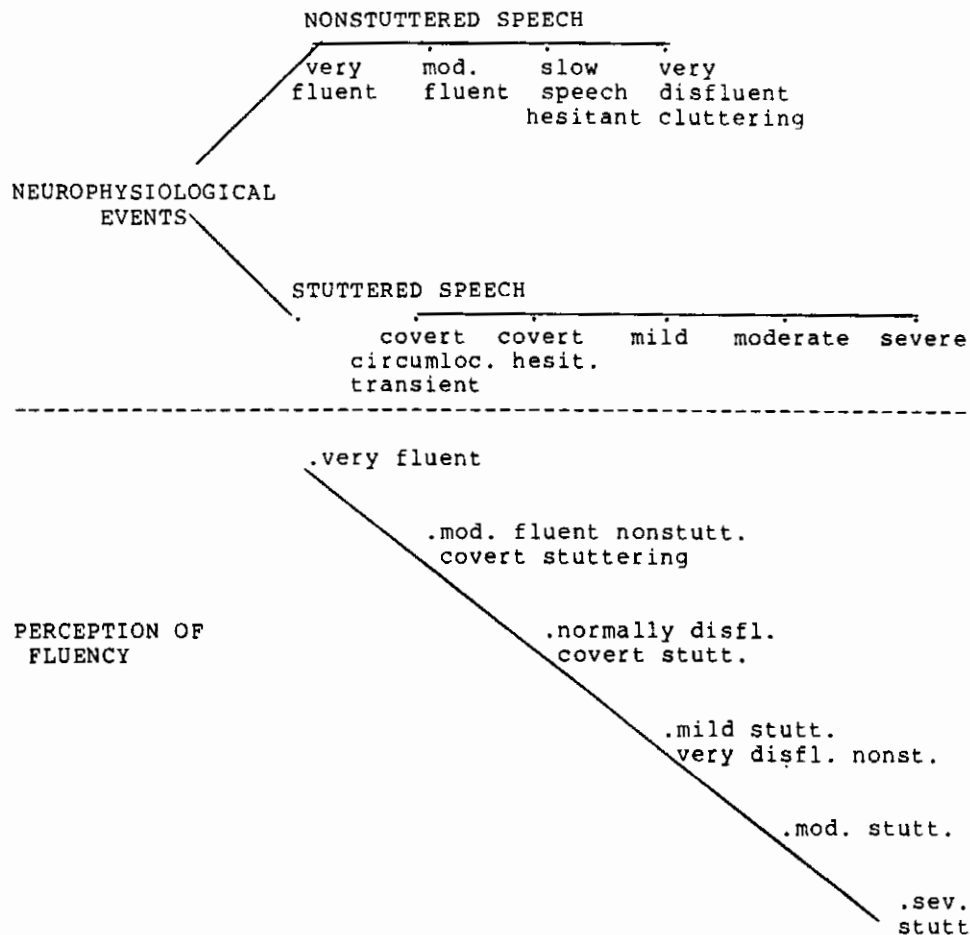 NONSTUTTERED SPEECH
very mod. slow very
fluent fluent speech disfluent
hesitant cluttering
NEUROPHYSIOLOGICAL
EVENTS
STUTTERED SPEECH
covert covert mild moderate severe
circumloc. hesit.
transient
.very fluent
.mod. fluent nonstutt.
covert stuttering
PERCEPTION OF
FLUENCY
.normally disfl.
covert stutt.
.mild stutt.
very disfl. nonst.
.mod. stutt.
.sev.
stutt